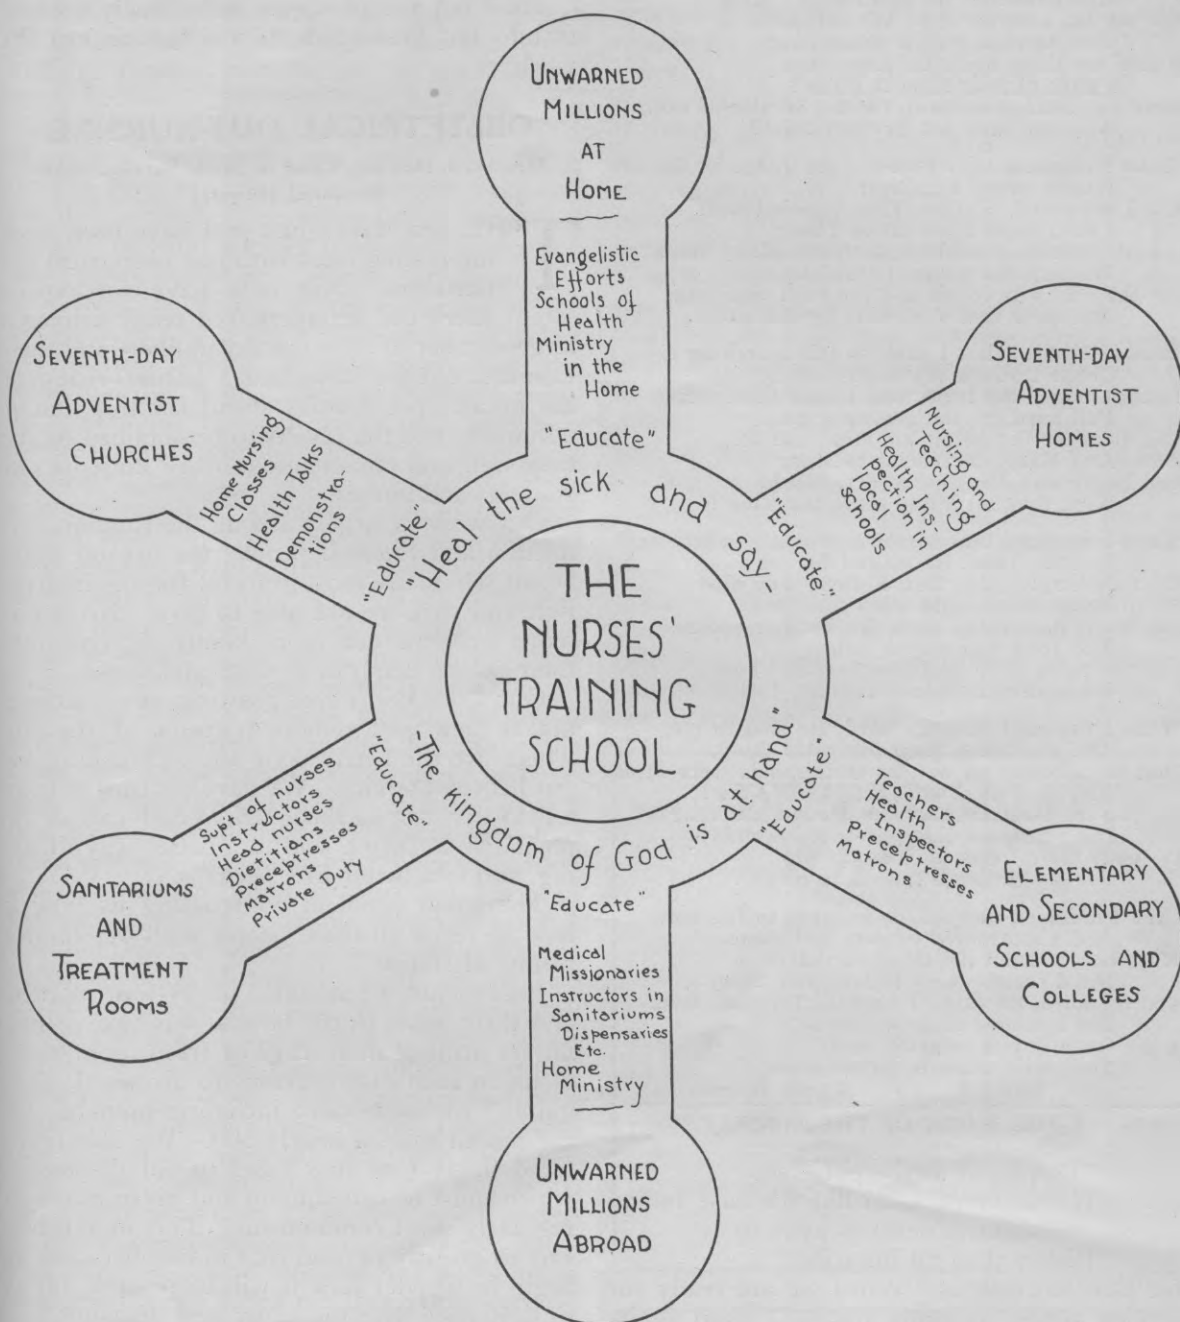 UNWARNED
MILLIONS
AT
HOME
Evangelistic
Efforts
Schools of
Health
Ministry
in the
Home
"Educate"
SEVENTH-DAY
ADVENTIST
CHURCHES
Home Nursing
Classes
Health Talks
Demonstra-
tions
"Educate"
SEVENTH-DAY
ADVENTIST
HOMES
Nursing and
Teaching
Health Ins.-
pection in
local
schools
"Educate"
"Heal the sick and say-
THE
NURSES'
TRAINING
SCHOOL
-The kingdom of God is at hand"
SANITARIUMS
AND
TREATMENT
ROOMS
Sup't of nurses
Instructors
Head nurses
Dietitians
Preceptresses
Matrons
Private Duty
"Educate"
ELEMENTARY
AND SECONDARY
SCHOOLS AND
COLLEGES
Teachers
Health
Inspectors
Preceptresses
Matrons
"Educate.
"Educate"
Medical
Missionaries
Instructors in
Sanitariums
Dispensaries
Etc.
Home
Ministry
UNWARNED
MILLIONS
ABROAD